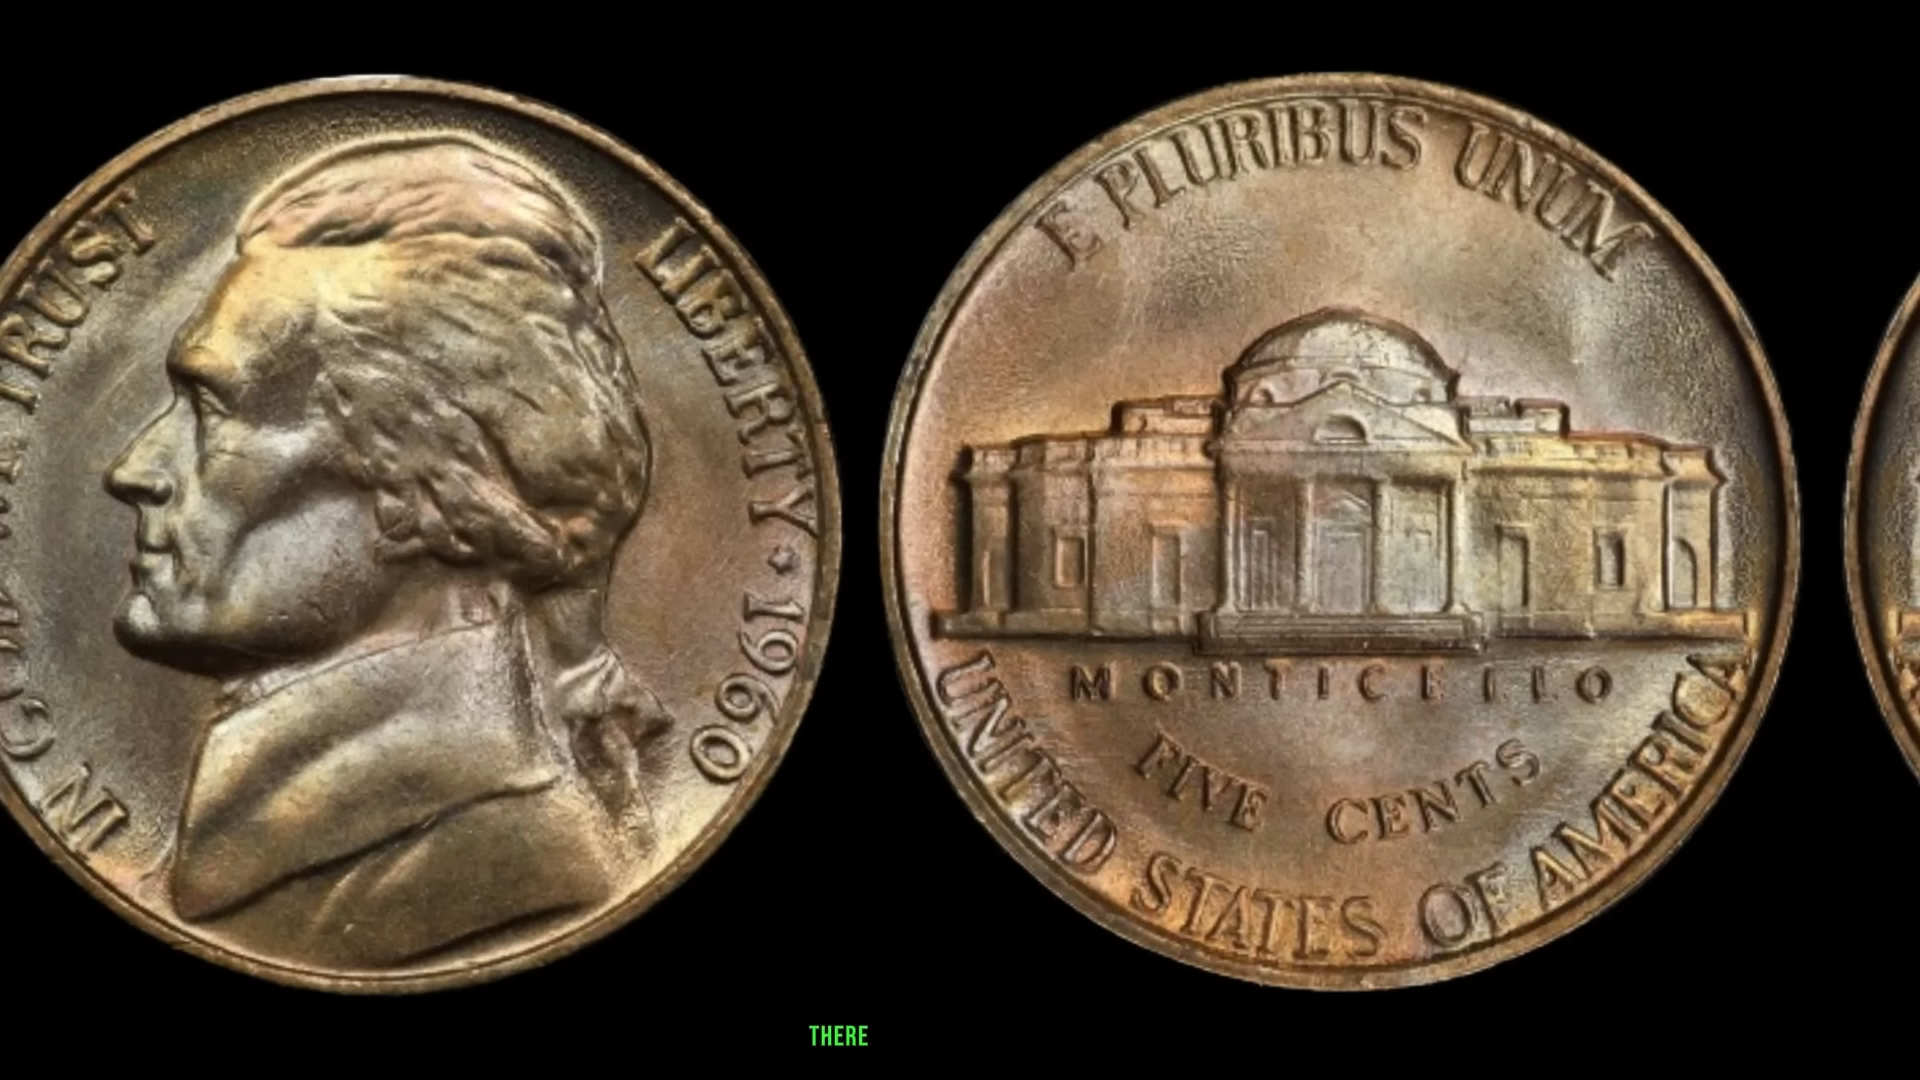 IN GOD WE TRUST
LIBERTY · 1960
E PLURIBUS UNUM
MONTICELLO
FIVE CENTS
UNITED STATES OF AMERICA
THERE